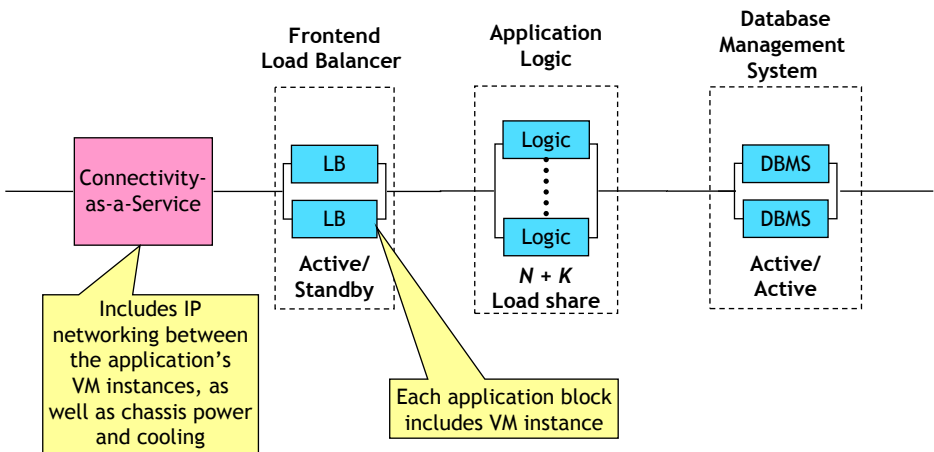 Frontend
Load Balancer
Application
Logic
Database
Management
System
Connectivity-
as-a-Service
LB
LB
Active/
Standby
Logic
Logic
N + K
Load share
DBMS
DBMS
Active/
Active
Includes IP
networking between
the application’s
VM instances, as
well as chassis power
and cooling
Each application block
includes VM instance